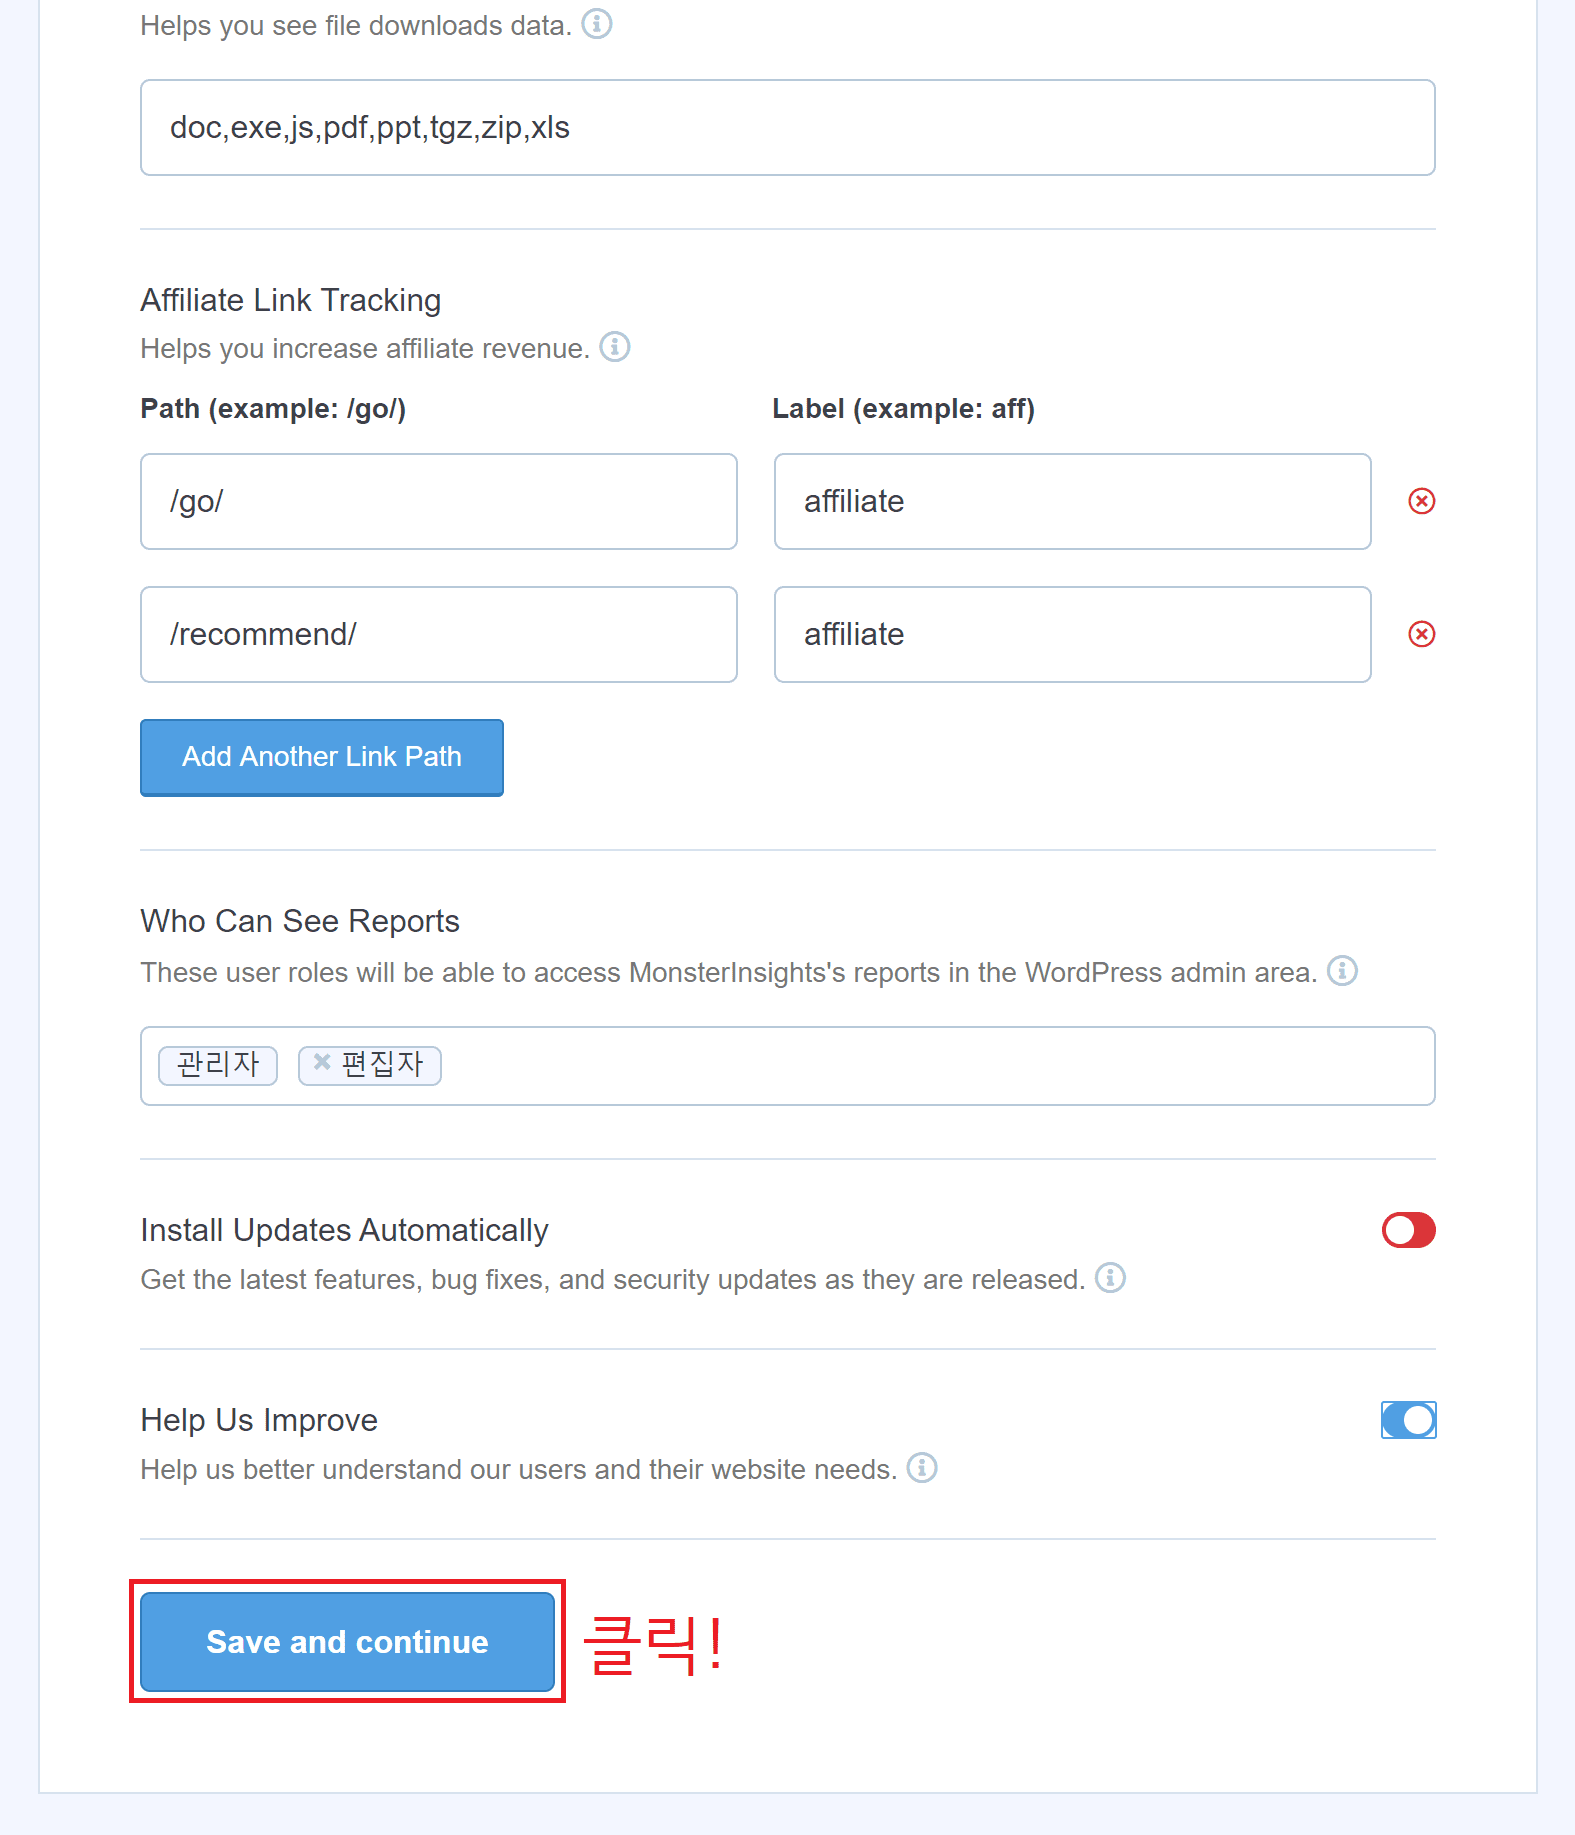 Helps you see file downloads data.
doc,exe,js,pdf,ppt,tgz,zip,xls
Affiliate Link Tracking
Helps you increase affiliate revenue.
Path (example: /go/) Label (example: aff)
/go/ affiliate
/recommend/ affiliate
Add Another Link Path
Who Can See Reports
These user roles will be able to access MonsterInsights's reports in the WordPress admin area.
관리자 × 편집자
Install Updates Automatically
Get the latest features, bug fixes, and security updates as they are released.
Help Us Improve
Help us better understand our users and their website needs.
Save and continue 클릭!